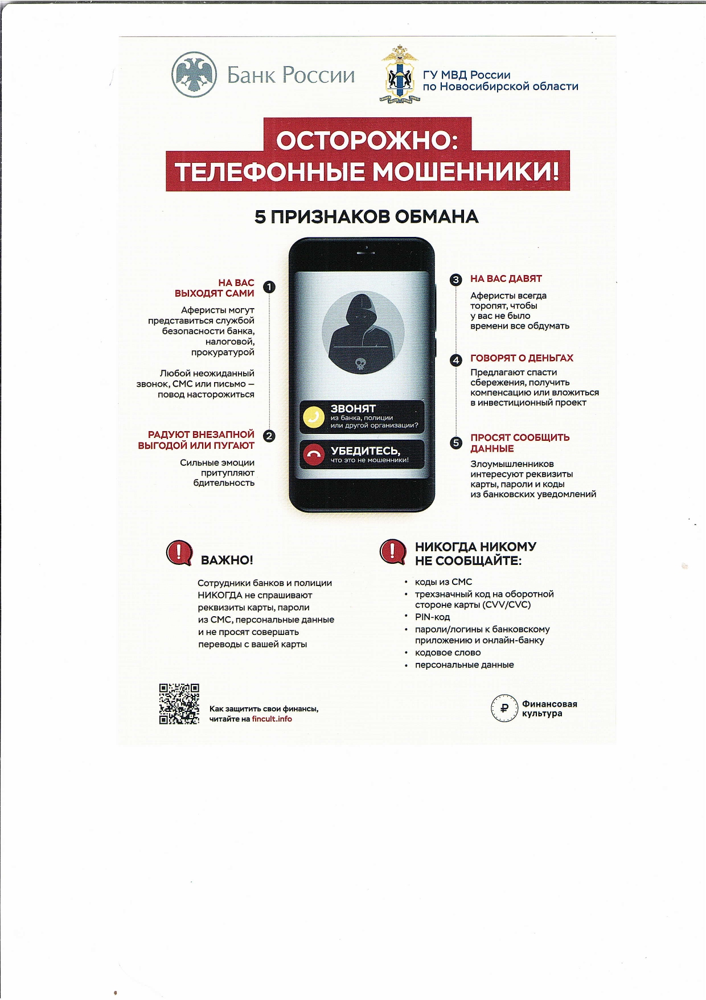 Банк России
ГУ МВД России
по Новосибирской области
ОСТОРОЖНО:
ТЕЛЕФОННЫЕ МОШЕННИКИ!
5 ПРИЗНАКОВ ОБМАНА
1
НА ВАС
ВЫХОДЯТ САМИ
Аферисты могут
представиться службой
безопасности банка,
налоговой,
прокуратурой
Любой неожиданный
звонок, СМС или письмо –
повод насторожиться
2
РАДУЮТ ВНЕЗАПНОЙ
ВЫГОДОЙ ИЛИ ПУГАЮТ
Сильные эмоции
притупляют
бдительность
ЗВОНЯТ
из банка, полиции
или другой организации?
УБЕДИТЕСЬ,
что это не мошенники!
3
НА ВАС ДАВЯТ
Аферисты всегда
торопят, чтобы
у вас не было
времени все обдумать
4
ГОВОРЯТ О ДЕНЬГАХ
Предлагают спасти
сбережения, получить
компенсацию или вложиться
в инвестиционный проект
5
ПРОСЯТ СООБЩИТЬ
ДАННЫЕ
Злоумышленников
интересуют реквизиты
карты, пароли и коды
из банковских уведомлений
ВАЖНО!
Сотрудники банков и полиции
НИКОГДА не спрашивают
реквизиты карты, пароли
из СМС, персональные данные
и не просят совершать
переводы с вашей карты
НИКОГДА НИКОМУ
НЕ СООБЩАЙТЕ:
• коды из СМС
• трехзначный код на оборотной
стороне карты (CVV/CVC)
• PIN-код
• пароли/логины к банковскому
приложению и онлайн-банку
• кодовое слово
• персональные данные
Как защитить свои финансы,
читайте на fincult.info
₽
Финансовая
культура